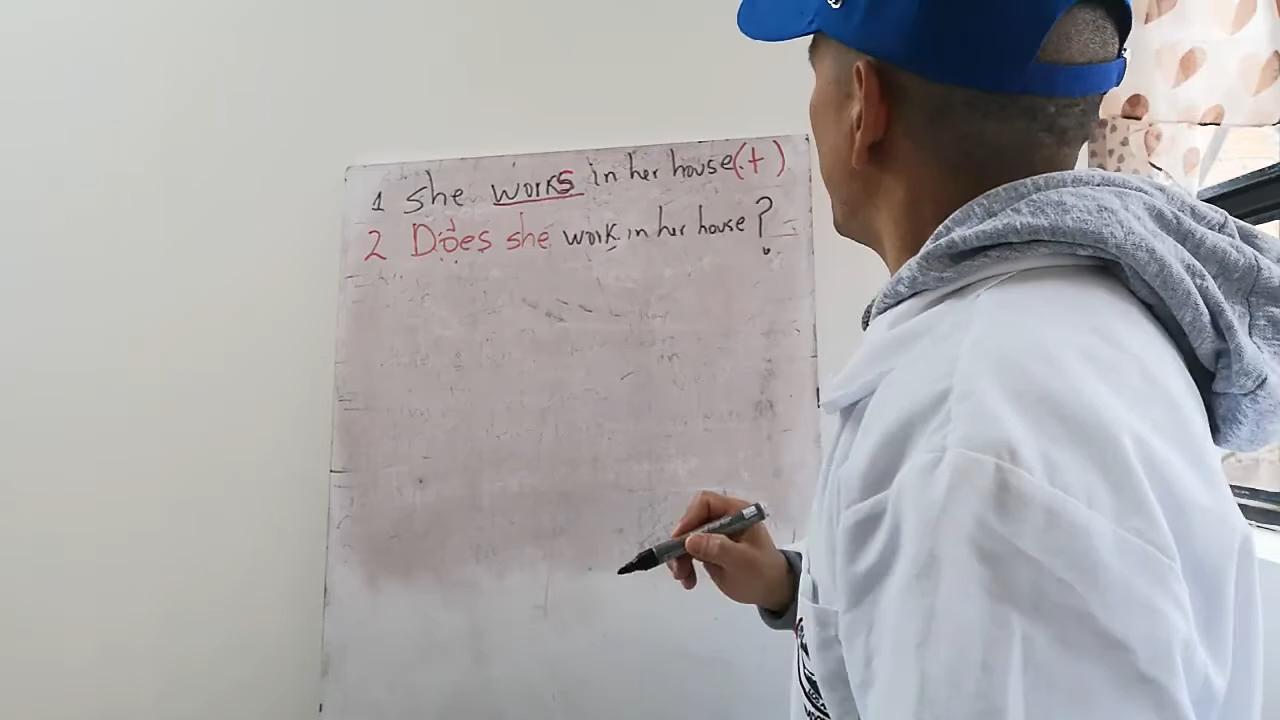 1 she works in her house (+)
2 Does she work in her house ?